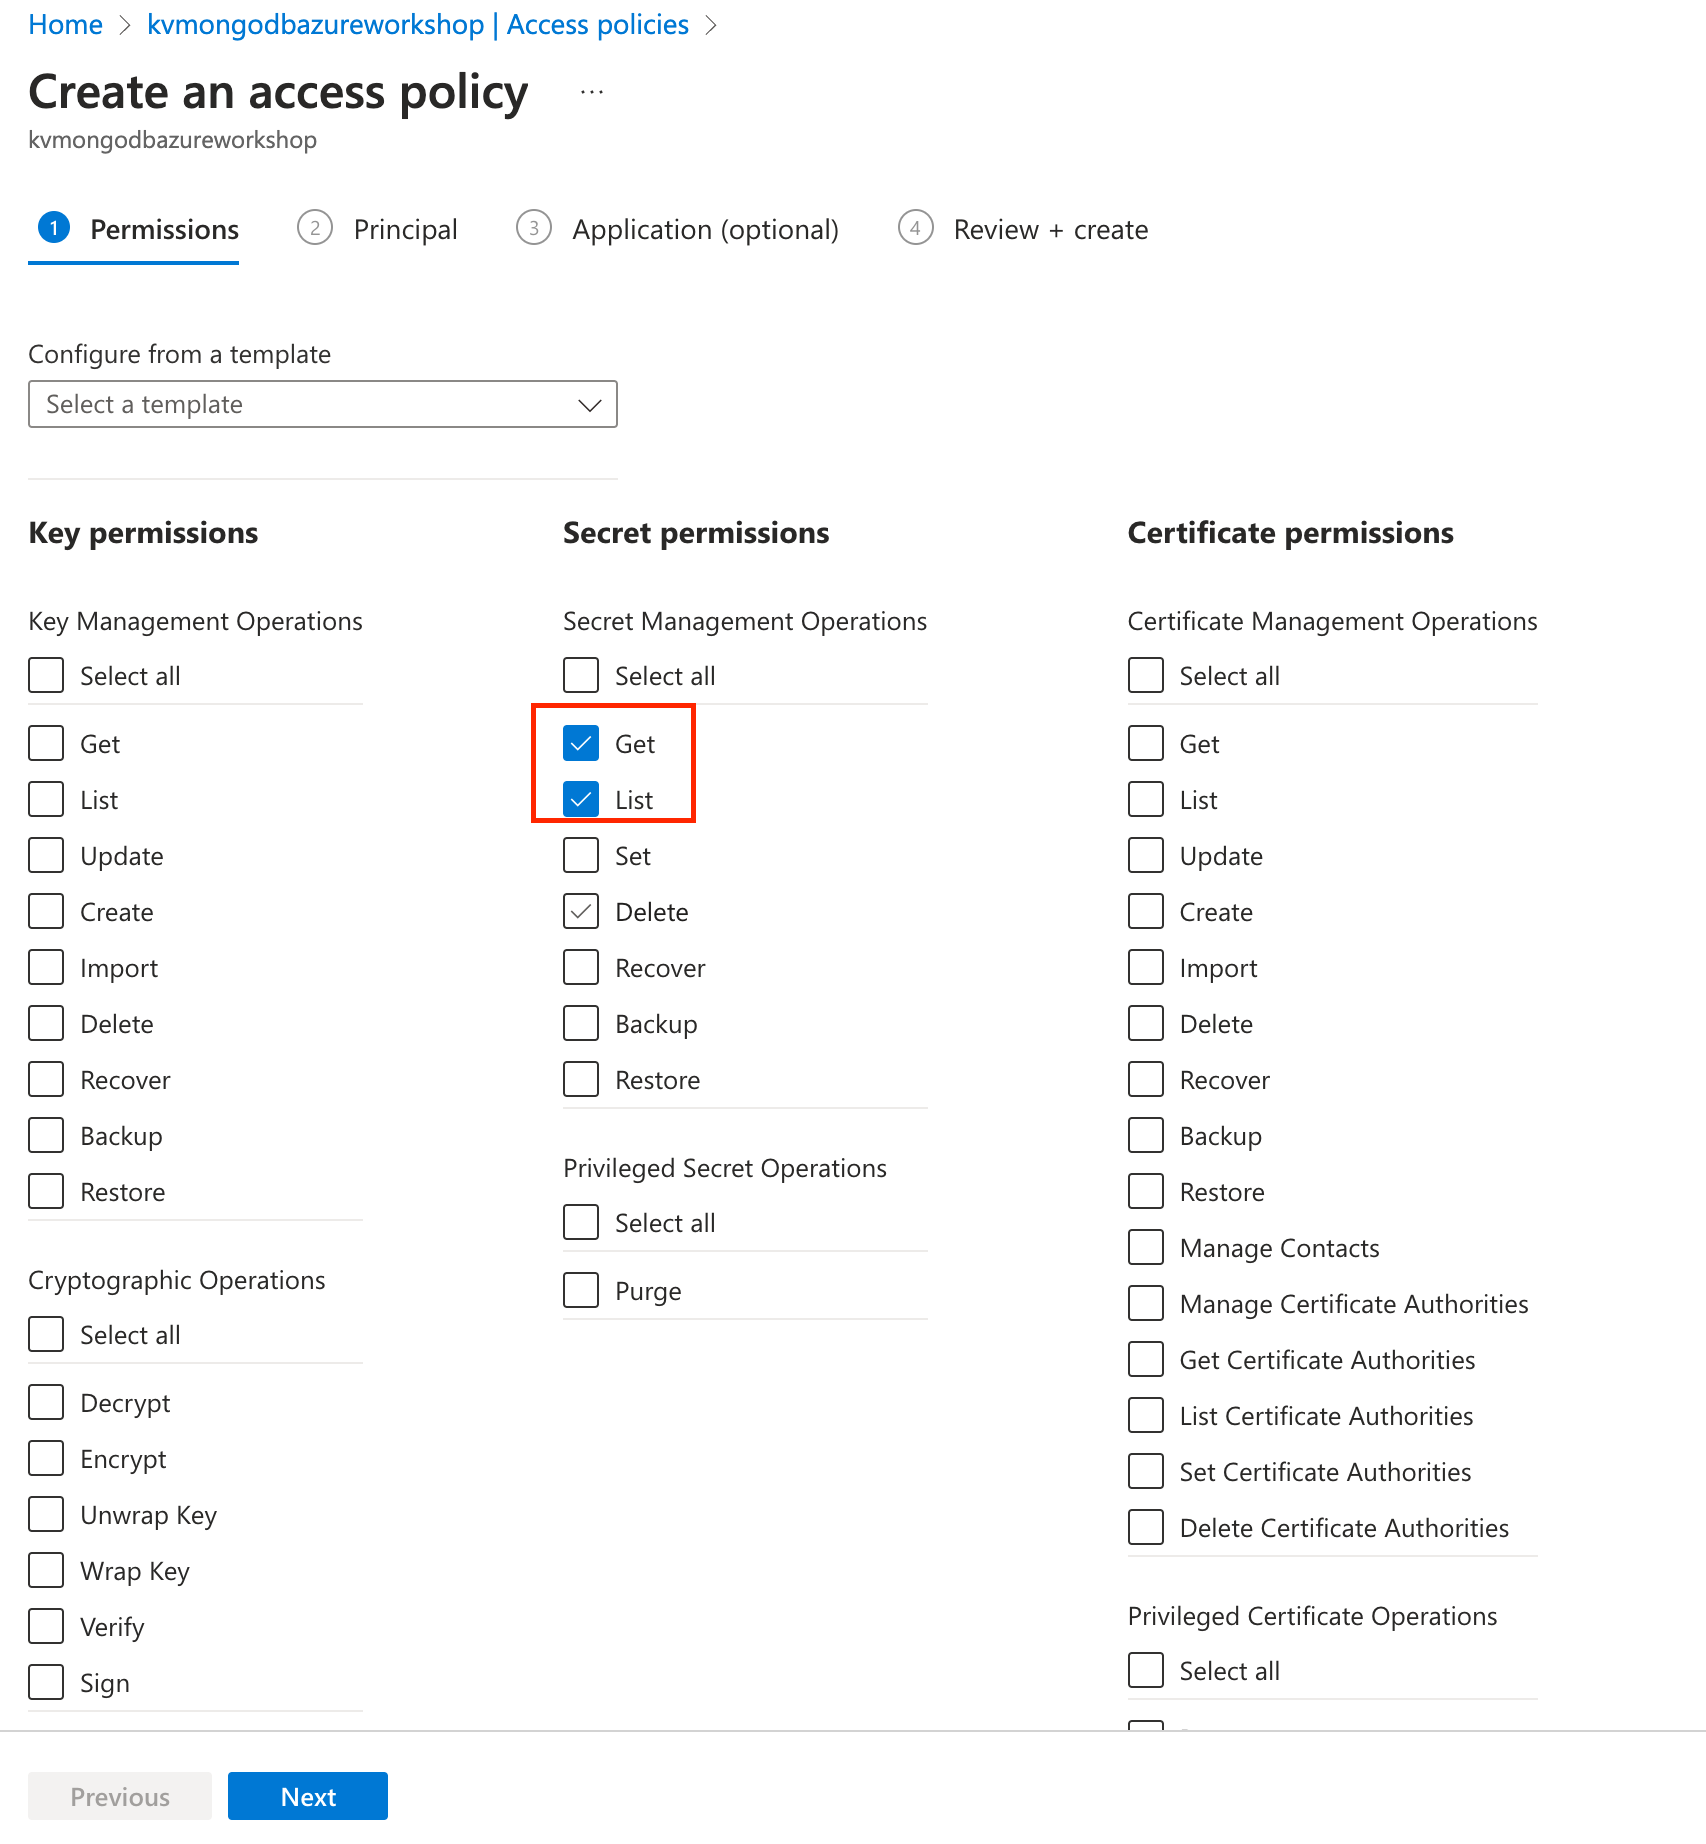 Home > kvmongodbazureworkshop | Access policies >
Create an access policy ...
kvmongodbazureworkshop
1 Permissions
2 Principal
3 Application (optional)
4 Review + create
Configure from a template
Select a template
Key permissions
Key Management Operations
Select all
Get
List
Update
Create
Import
Delete
Recover
Backup
Restore
Cryptographic Operations
Select all
Decrypt
Encrypt
Unwrap Key
Wrap Key
Verify
Sign
Secret permissions
Secret Management Operations
Select all
Get
List
Set
Delete
Recover
Backup
Restore
Privileged Secret Operations
Select all
Purge
Certificate permissions
Certificate Management Operations
Select all
Get
List
Update
Create
Import
Delete
Recover
Backup
Restore
Manage Contacts
Manage Certificate Authorities
Get Certificate Authorities
List Certificate Authorities
Set Certificate Authorities
Delete Certificate Authorities
Privileged Certificate Operations
Select all
Previous
Next